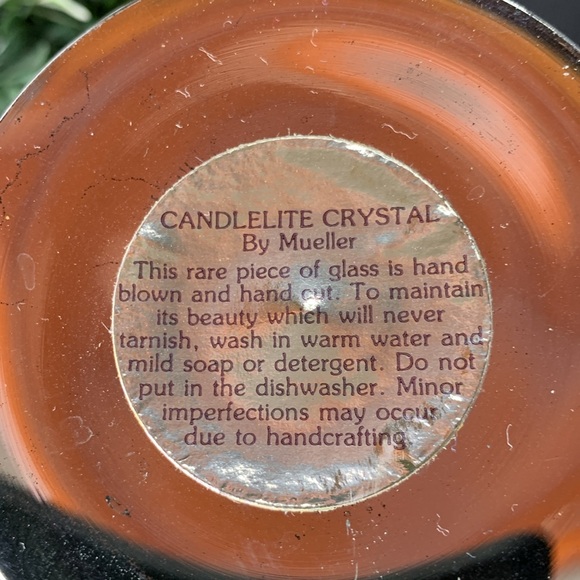 CANDLELITE CRYSTAL
By Mueller
This rare piece of glass is hand
blown and hand cut. To maintain
its beauty which will never
tarnish, wash in warm water and
mild soap or detergent. Do not
put in the dishwasher. Minor
imperfections may occur
due to handcrafting.